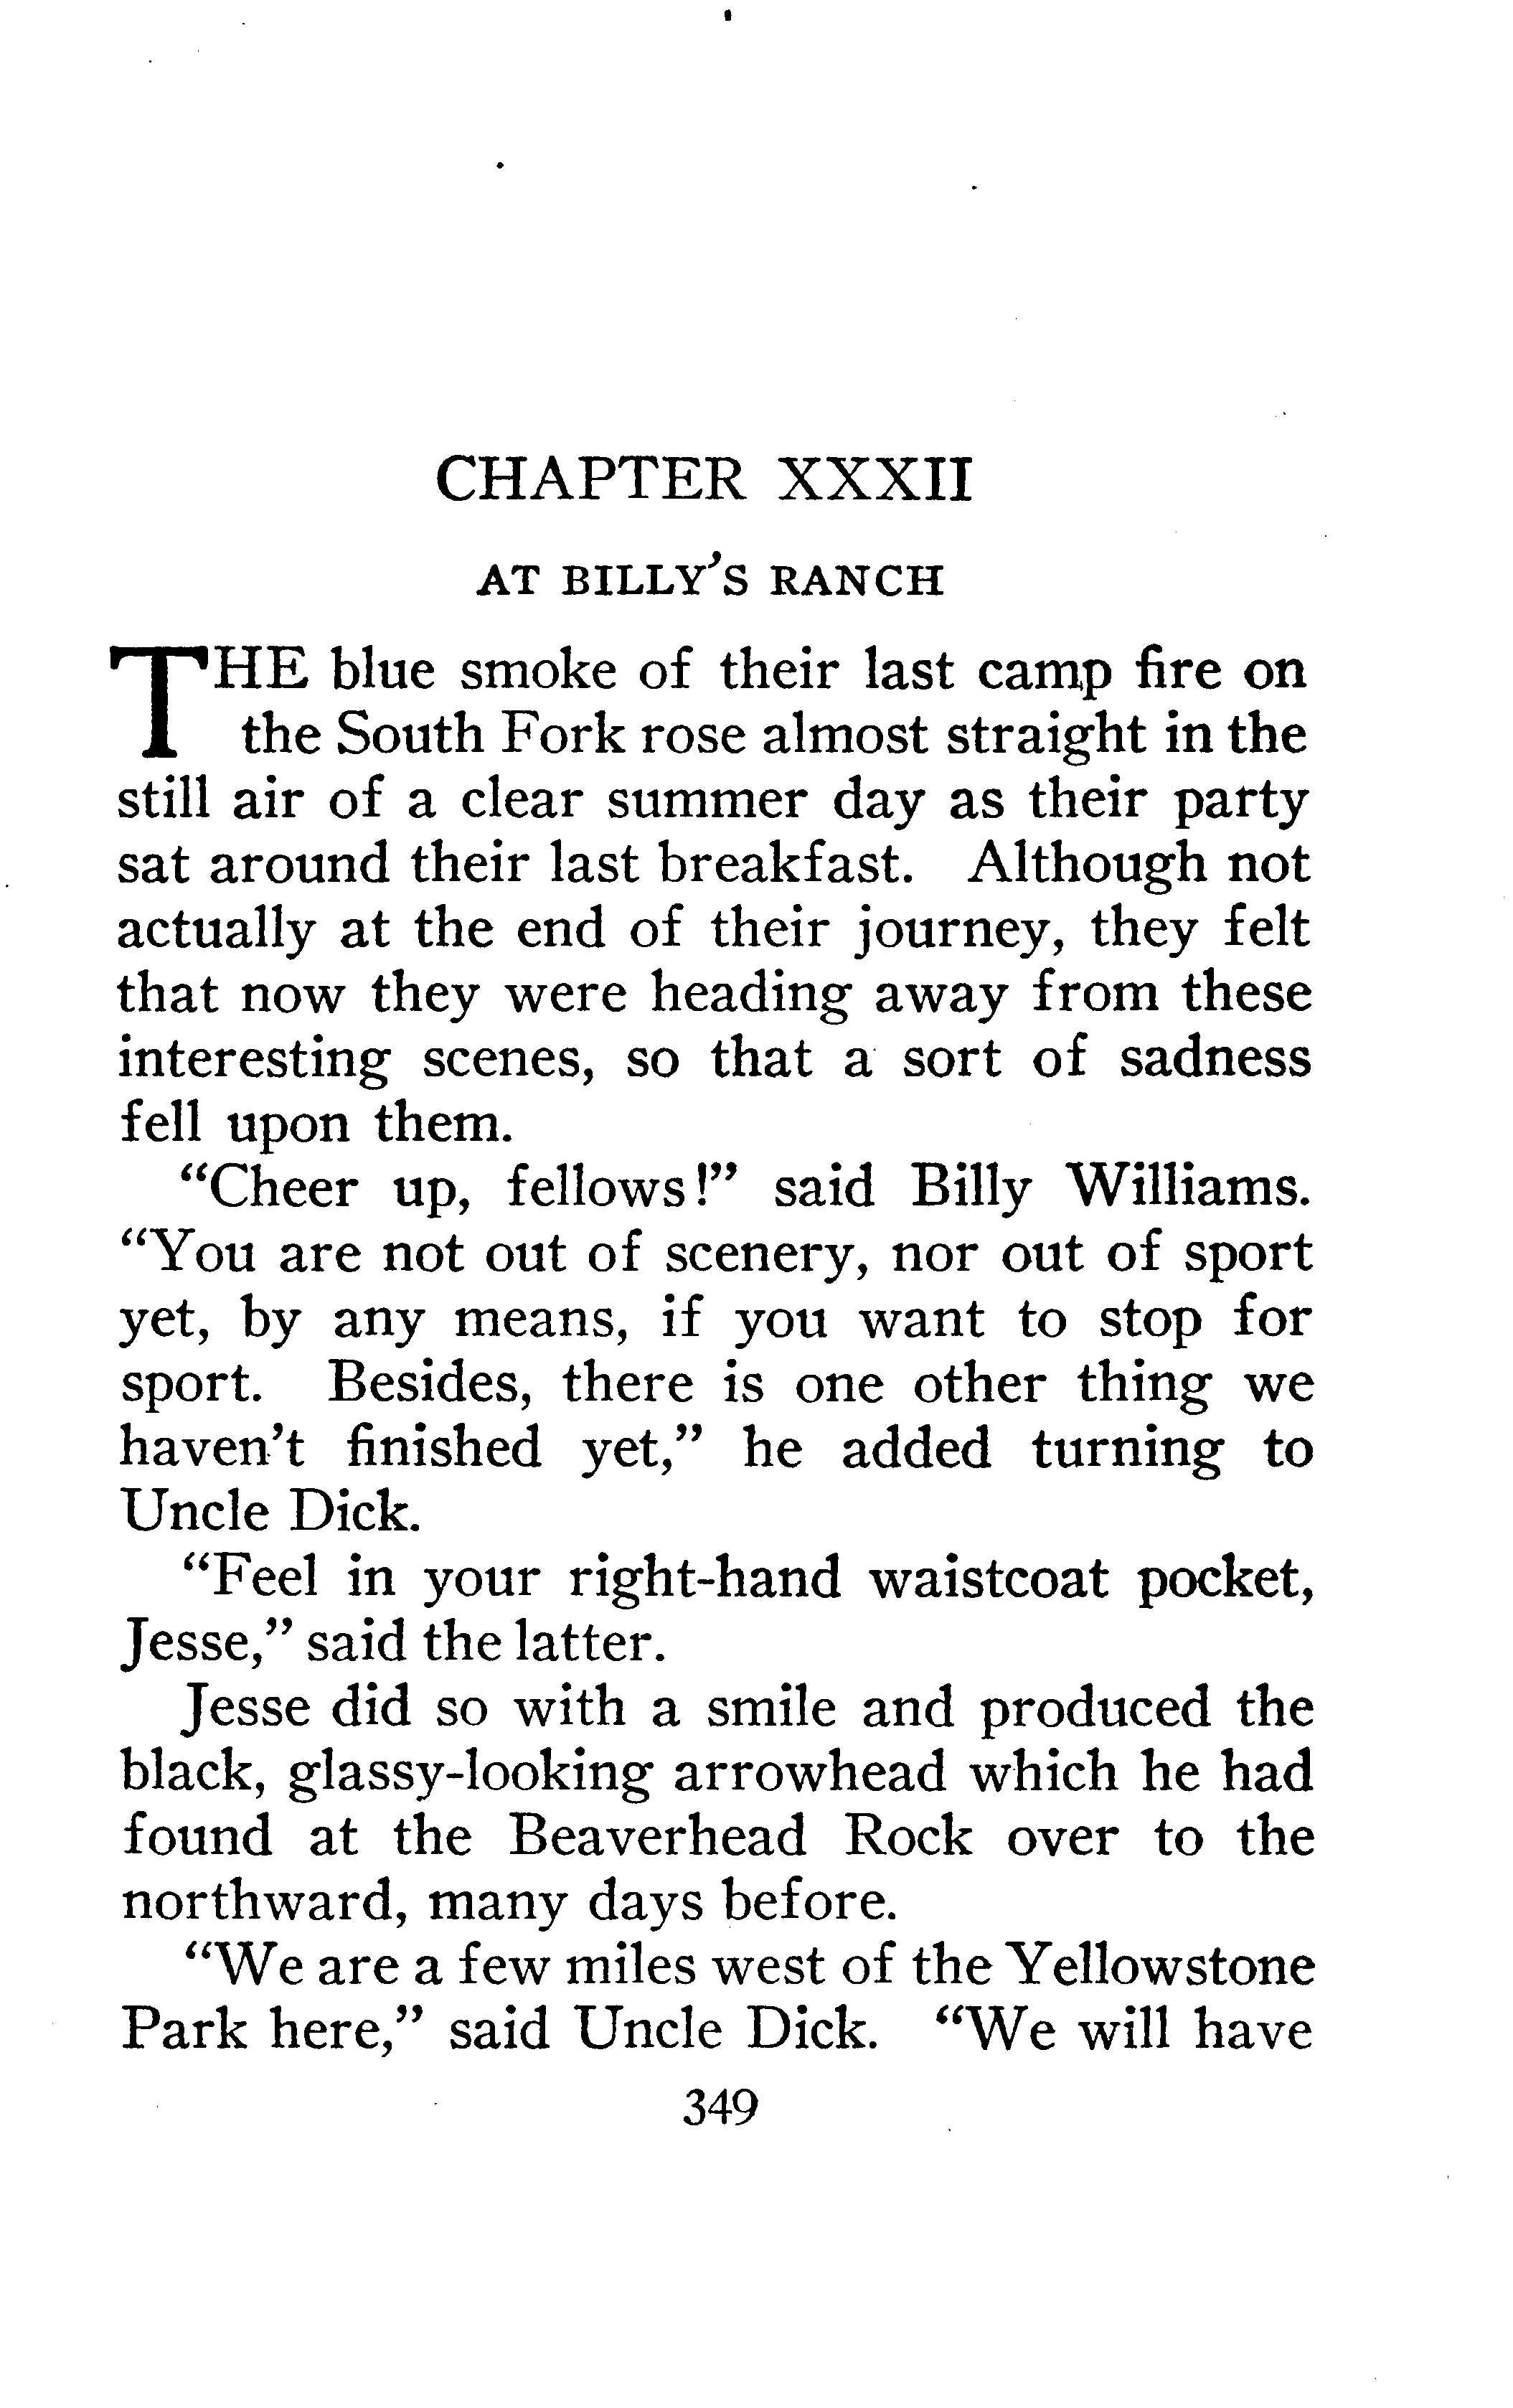 CHAPTER XXXII
AT BILLY'S RANCH
THE blue smoke of their last camp fire on
the South Fork rose almost straight in the
still air of a clear summer day as their party
sat around their last breakfast. Although not
actually at the end of their journey, they felt
that now they were heading away from these
interesting scenes, so that a sort of sadness
fell upon them.
“Cheer up, fellows!” said Billy Williams.
“You are not out of scenery, nor out of sport
yet, by any means, if you want to stop for
sport. Besides, there is one other thing we
haven't finished yet,” he added turning to
Uncle Dick.
“Feel in your right-hand waistcoat pocket,
Jesse,” said the latter.
Jesse did so with a smile and produced the
black, glassy-looking arrowhead which he had
found at the Beaverhead Rock over to the
northward, many days before.
“We are a few miles west of the Yellowstone
Park here,” said Uncle Dick. “We will have
349